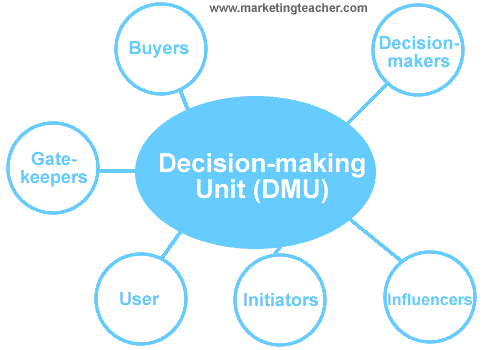 www.marketingteacher.com
Buyers
Decision-
makers
Gate-
keepers
Decision-making
Unit (DMU)
User
Initiators
Influencers